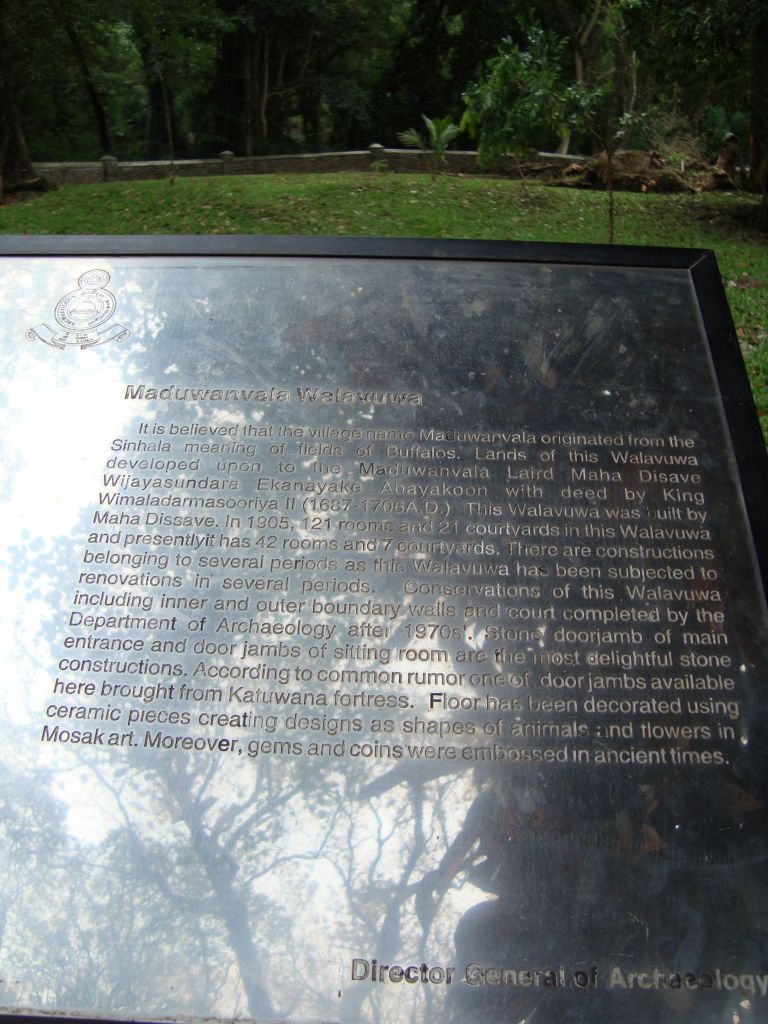 Maduwanvala Walavuwa
It is believed that the village name Maduwanvala originated from the
Sinhala meaning of fields of Buffalos. Lands of this Walavuwa
developed upon to the Maduwanvala Laird Maha Disave
Wijayasundara Ekanayake Abayakoon with deed by King
Wimaladarmasooriya II (1687-1706A.D.) This Walavuwa was built by
Maha Dissave. In 1905, 121 rooms and 21 courtyards in this Walavuwa
and presentlyit has 42 rooms and 7 courtyards. There are constructions
belonging to several periods as this Walavuwa has been subjected to
renovations in several periods. Conservations of this Walavuwa
including inner and outer boundary walls and court completed by the
Department of Archaeology after 1970s'. Stone doorjamb of main
entrance and door jambs of sitting room are the most delightful stone
constructions. According to common rumor one of door jambs available
here brought from Katuwana fortress. Floor has been decorated using
ceramic pieces creating designs as shapes of animals and flowers in
Mosak art. Moreover, gems and coins were embossed in ancient times.
Director General of Archaeology